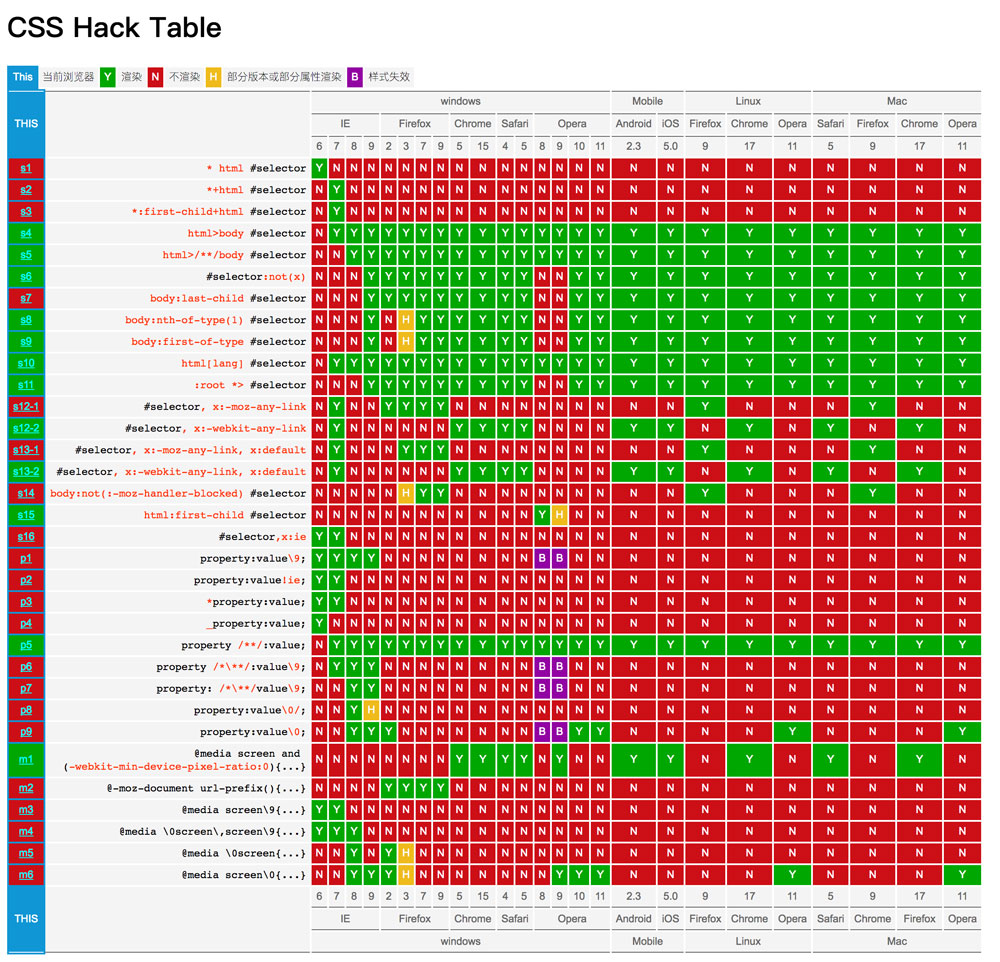 CSS Hack Table
This 当前浏览器 Y 渲染 N 不渲染 H 部分版本或部分属性渲染 B 样式失效
windows Mobile Linux Mac
THIS IE Firefox Chrome Safari Opera Android iOS Firefox Chrome Opera Safari Firefox Chrome Opera
6 7 8 9 2 3 7 9 5 15 4 5 8 9 10 11 2.3 5.0 9 17 11 5 9 17 11
s1 * html #selector Y N N N N N N N N N N N N N N N N N N N N N N N N
s2 *+html #selector N Y N N N N N N N N N N N N N N N N N N N N N N N
s3 *:first-child+html #selector N Y N N N N N N N N N N N N N N N N N N N N N N N
s4 html>body #selector N Y Y Y Y Y Y Y Y Y Y Y Y Y Y Y Y Y Y Y Y Y Y Y Y
s5 html>/**/body #selector N N Y Y Y Y Y Y Y Y Y Y Y Y Y Y Y Y Y Y Y Y Y Y Y
s6 #selector:not(x) N N N Y Y Y Y Y Y Y Y Y N N Y Y Y Y Y Y Y Y Y Y Y
s7 body:last-child #selector N N N Y Y Y Y Y Y Y Y Y N N Y Y Y Y Y Y Y Y Y Y Y
s8 body:nth-of-type(1) #selector N N N Y N H Y Y Y Y Y Y N N Y Y Y Y Y Y Y Y Y Y Y
s9 body:first-of-type #selector N N N Y N H Y Y Y Y Y Y N N Y Y Y Y Y Y Y Y Y Y Y
s10 html[lang] #selector N Y Y Y Y Y Y Y Y Y Y Y Y Y Y Y Y Y Y Y Y Y Y Y Y
s11 :root *> #selector N N N Y Y Y Y Y Y Y Y Y N N Y Y Y Y Y Y Y Y Y Y Y
s12-1 #selector, x:-moz-any-link N Y N N Y Y Y Y N N N N N N N N N N Y N N N Y N N
s12-2 #selector, x:-webkit-any-link N Y N N N N N N Y Y Y Y N N N N Y Y N Y N Y N Y N
s13-1 #selector, x:-moz-any-link, x:default N Y N N N Y Y Y N N N N N N N N N N Y N N N Y N N
s13-2 #selector, x:-webkit-any-link, x:default N Y N N N N N N Y Y Y Y N N N N Y Y N Y N Y N Y N
s14 body:not(:-moz-handler-blocked) #selector N N N N N H Y Y N N N N N N N N N N Y N N N Y N N
s15 html:first-child #selector N N N N N N N N N N N N Y H N N N N N N N N N N N
s16 #selector,x:ie Y Y N N N N N N N N N N N N N N N N N N N N N N N
p1 property:value\9; Y Y Y Y N N N N N N N N B B N N N N N N N N N N N
p2 property:value!ie; Y Y N N N N N N N N N N N N N N N N N N N N N N N
p3 *property:value; Y Y N N N N N N N N N N N N N N N N N N N N N N N
p4 _property:value; Y N N N N N N N N N N N N N N N N N N N N N N N N
p5 property /**/:value; N Y Y Y Y Y Y Y Y Y Y Y Y Y Y Y Y Y Y Y Y Y Y Y Y
p6 property /*\**/:value\9; N Y Y Y N N N N N N N N B B N N N N N N N N N N N
p7 property: /*\**/value\9; N N Y Y N N N N N N N N B B N N N N N N N N N N N
p8 property:value\0/; N N Y H N N N N N N N N N N N N N N N N N N N N N
p9 property:value\0; N N Y Y Y N N N N N N N B B Y Y N N N N Y N N N Y
m1 @media screen and
(-webkit-min-device-pixel-ratio:0){...} N N N N N N N N Y Y Y Y N Y N N Y Y N Y N Y N Y N
m2 @-moz-document url-prefix(){...} N N N N Y Y Y Y N N N N N N N N N N N N N N N N N
m3 @media screen\9{...} Y Y N N N N N N N N N N N N N N N N N N N N N N N
m4 @media \0screen\,screen\9{...} Y Y Y N N N N N N N N N N N N N N N N N N N N N N
m5 @media \0screen{...} N N Y N Y H N N N N N N N N N N N N N N N N N N N
m6 @media screen\0{...} N N Y Y Y H N N N N N N N Y Y Y N N N N Y N N N Y
6 7 8 9 2 3 7 9 5 15 4 5 8 9 10 11 2.3 5.0 9 17 11 5 9 17 11
THIS IE Firefox Chrome Safari Opera Android iOS Firefox Chrome Opera Safari Chrome Firefox Opera
windows Mobile Linux Mac